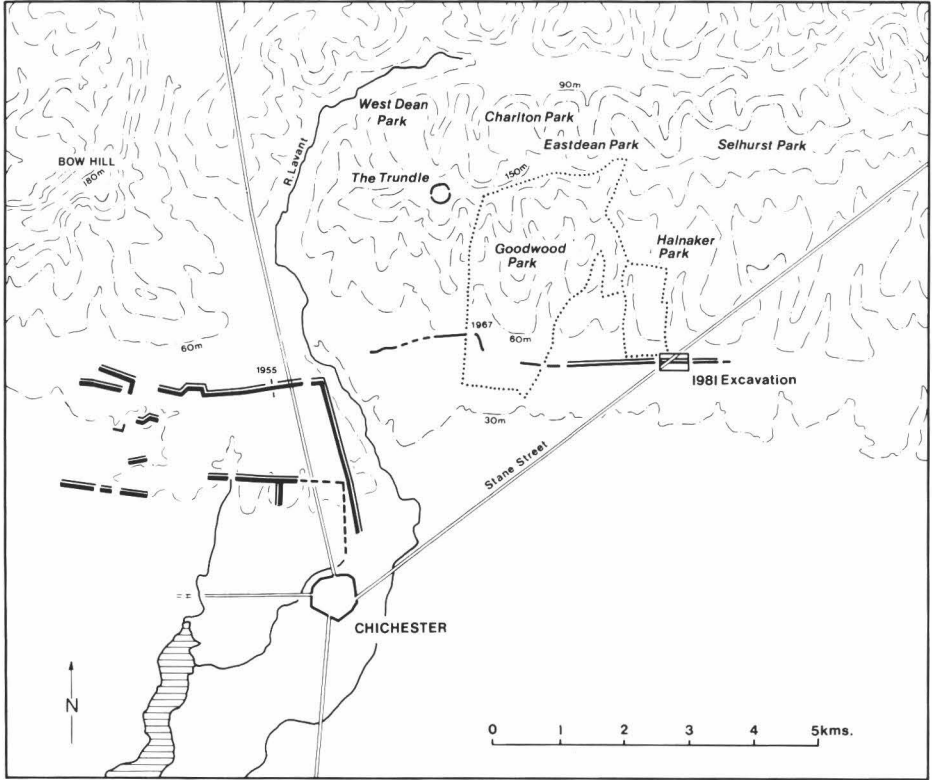 90m
West Dean
Park
Charlton Park
Eastdean Park
Selhurst Park
R. Lavant
BOW HILL
180m
The Trundle
150m
Goodwood
Park
Halnaker
Park
1967
60m
60m
1955
1981 Excavation
30m
Stane Street
CHICHESTER
N
0 1 2 3 4 5kms.